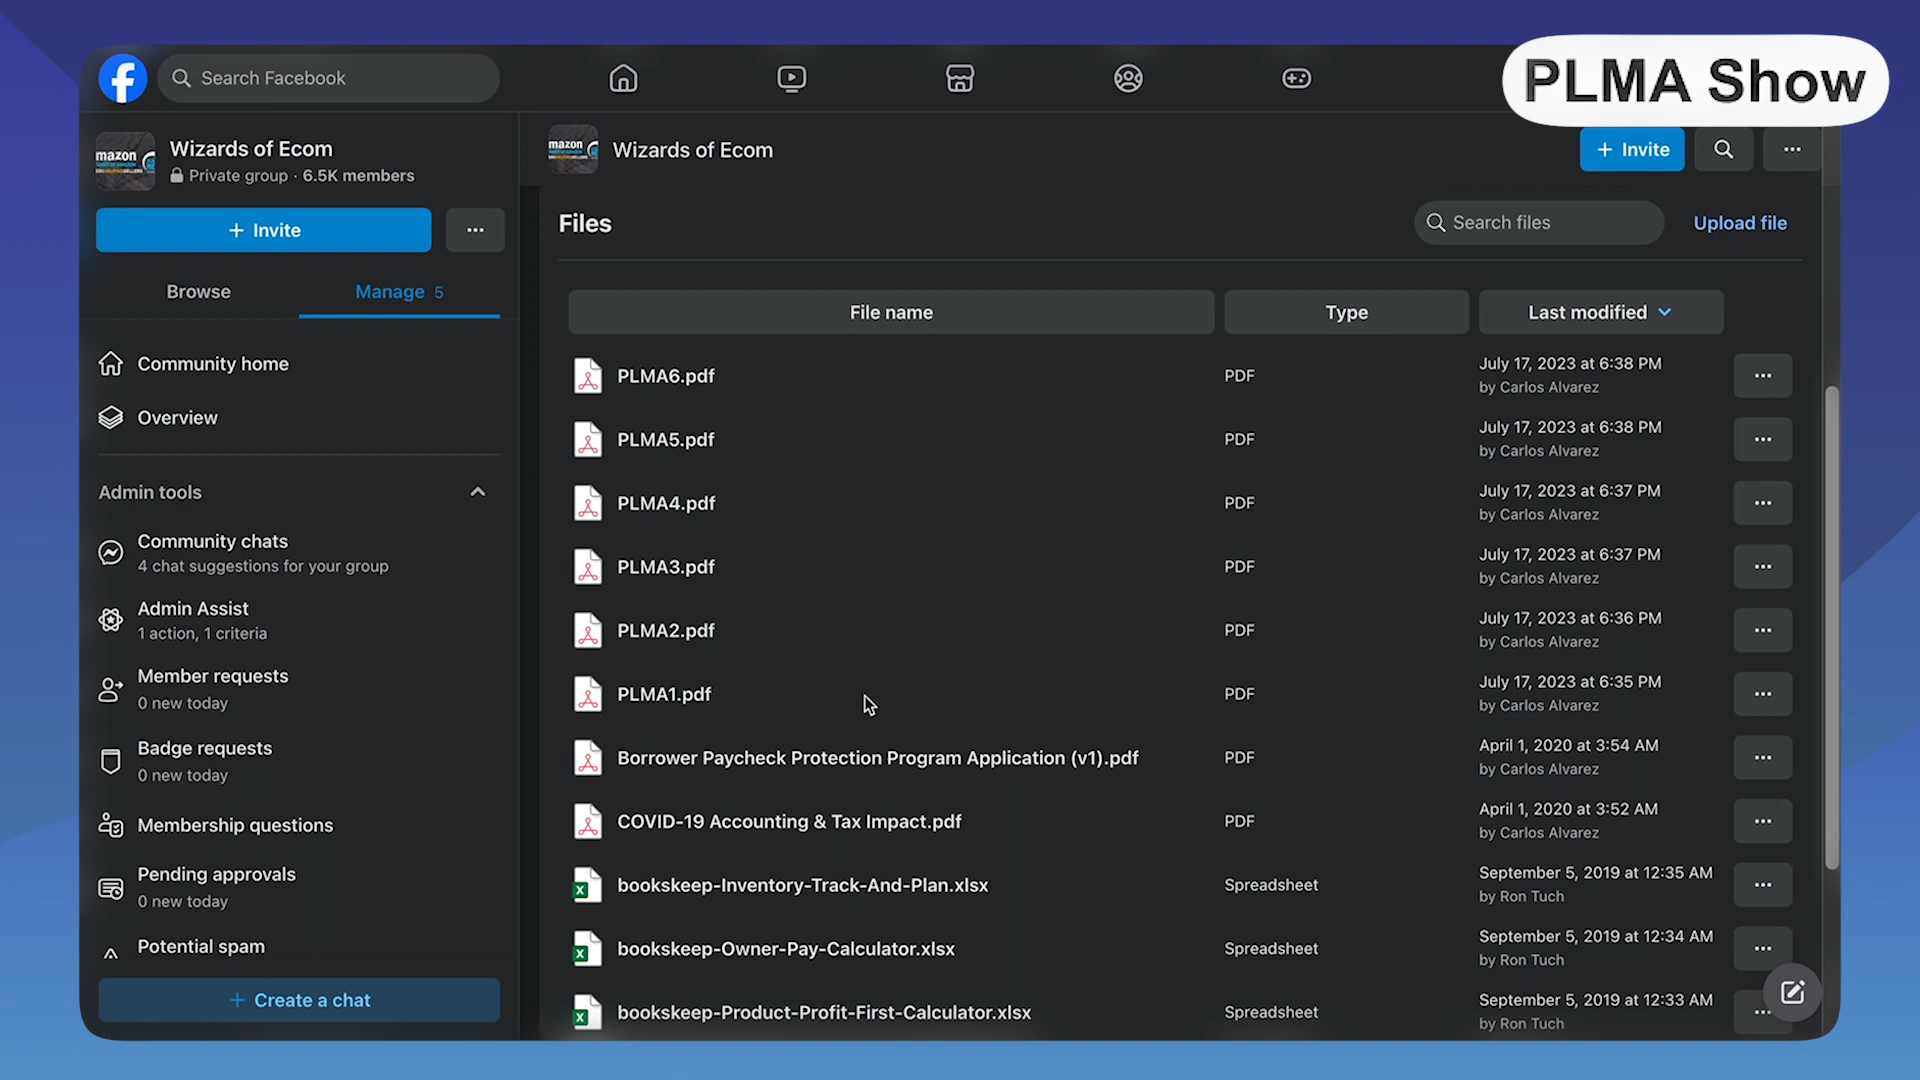 PLMA Show
Search Facebook
Wizards of Ecom
Private group · 6.5K members
+ Invite
Browse
Manage 5
Community home
Overview
Admin tools
Community chats
4 chat suggestions for your group
Admin Assist
1 action, 1 criteria
Member requests
0 new today
Badge requests
0 new today
Membership questions
Pending approvals
0 new today
Potential spam
+ Create a chat
mazon
Wizards of Ecom
mazon
+ Invite
Files
Search files
Upload file
File name Type Last modified
PLMA6.pdf PDF July 17, 2023 at 6:38 PM
by Carlos Alvarez
PLMA5.pdf PDF July 17, 2023 at 6:38 PM
by Carlos Alvarez
PLMA4.pdf PDF July 17, 2023 at 6:37 PM
by Carlos Alvarez
PLMA3.pdf PDF July 17, 2023 at 6:37 PM
by Carlos Alvarez
PLMA2.pdf PDF July 17, 2023 at 6:36 PM
by Carlos Alvarez
PLMA1.pdf PDF July 17, 2023 at 6:35 PM
by Carlos Alvarez
Borrower Paycheck Protection Program Application (v1).pdf PDF April 1, 2020 at 3:54 AM
by Carlos Alvarez
COVID-19 Accounting & Tax Impact.pdf PDF April 1, 2020 at 3:52 AM
by Carlos Alvarez
bookskeep-Inventory-Track-And-Plan.xlsx Spreadsheet September 5, 2019 at 12:35 AM
by Ron Tuch
bookskeep-Owner-Pay-Calculator.xlsx Spreadsheet September 5, 2019 at 12:34 AM
by Ron Tuch
bookskeep-Product-Profit-First-Calculator.xlsx Spreadsheet September 5, 2019 at 12:33 AM
by Ron Tuch